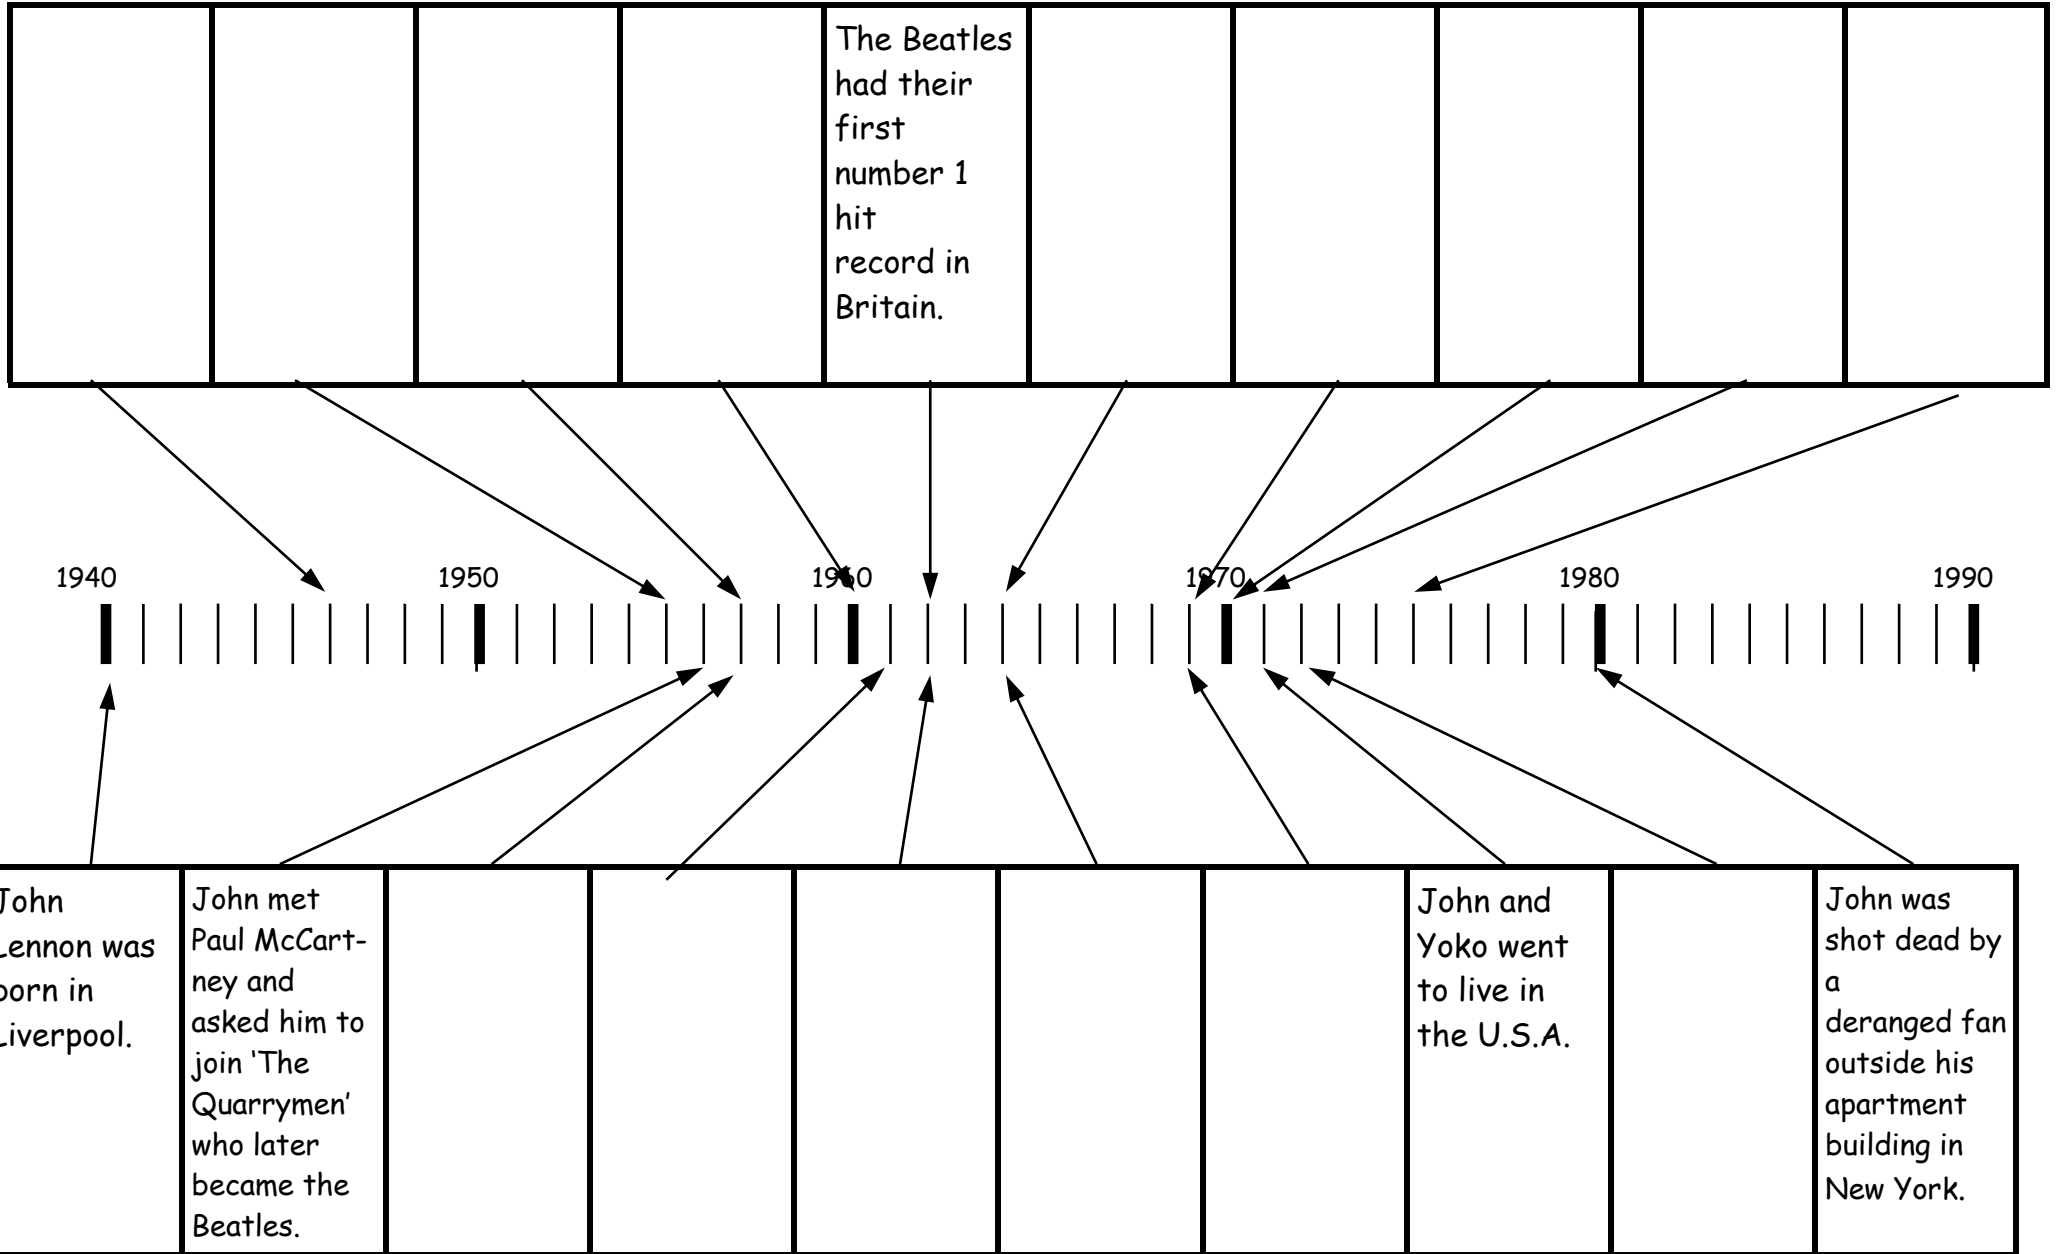 The Beatles
had their
first
number 1
hit
record in
Britain.
1940
1950
1960
1970
1980
1990
John
Lennon was
born in
Liverpool.
John met
Paul McCart-
ney and
asked him to
join ‘The
Quarrymen’
who later
became the
Beatles.
John and
Yoko went
to live in
the U.S.A.
John was
shot dead by
a
deranged fan
outside his
apartment
building in
New York.